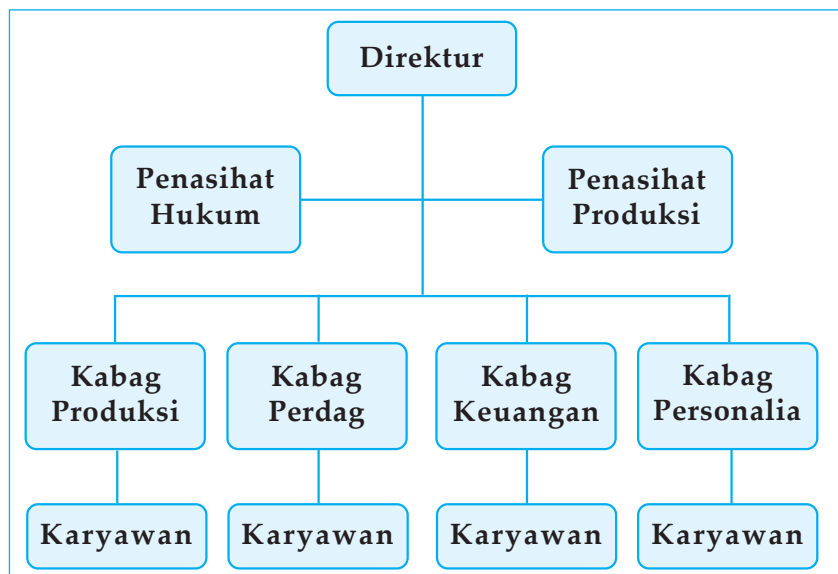 Direktur
Penasihat
Hukum
Penasihat
Produksi
Kabag
Produksi
Kabag
Perdag
Kabag
Keuangan
Kabag
Personalia
Karyawan
Karyawan
Karyawan
Karyawan